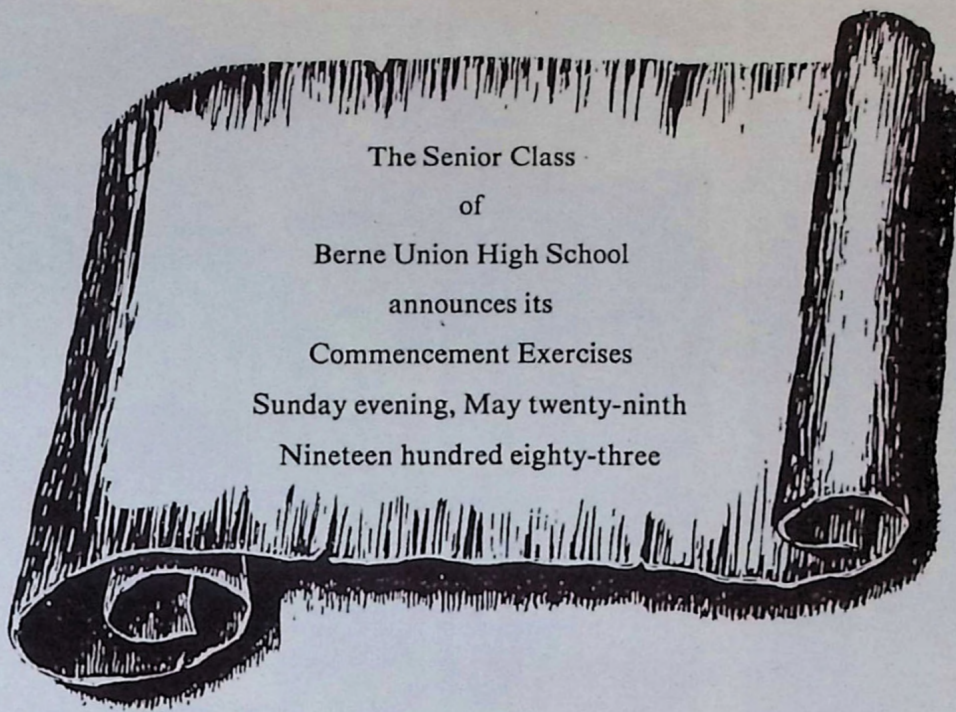 The Senior Class
of
Berne Union High School
announces its
Commencement Exercises
Sunday evening, May twenty-ninth
Nineteen hundred eighty-three